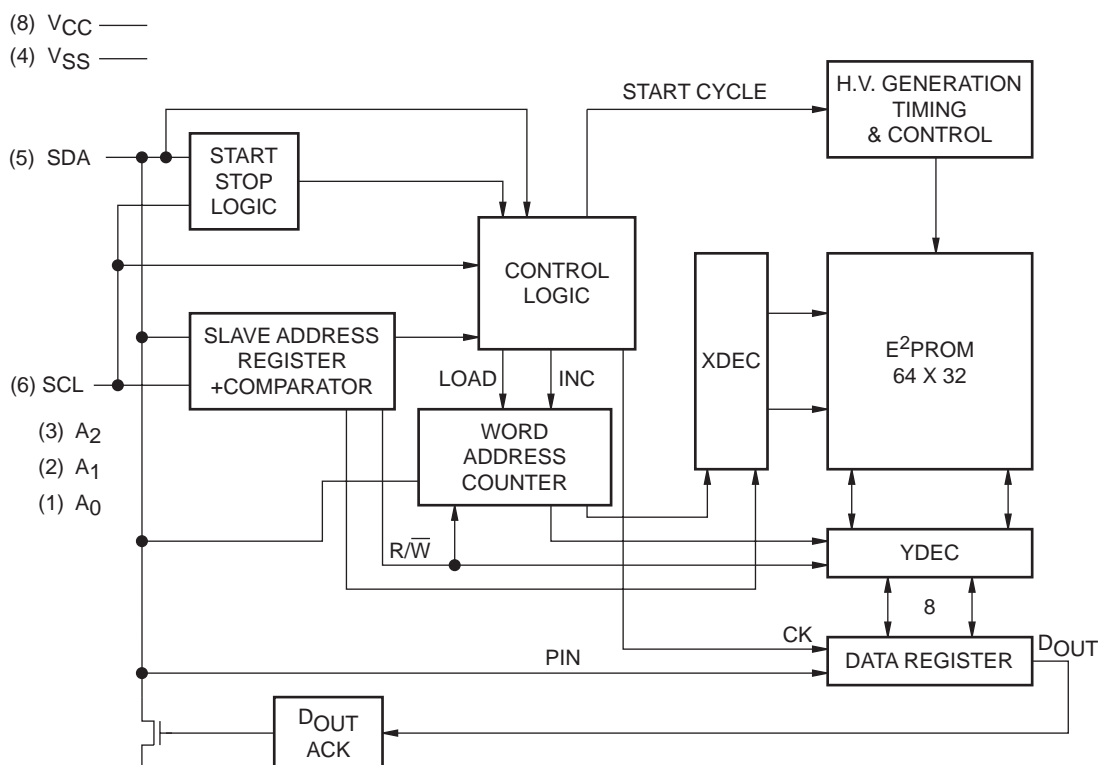 (8) VCC
(4) VSS
H.V. GENERATION
TIMING
& CONTROL
START CYCLE
(5) SDA
START
STOP
LOGIC
CONTROL
LOGIC
SLAVE ADDRESS
REGISTER
+COMPARATOR
XDEC
E²PROM
64 X 32
LOAD
INC
(6) SCL
(3) A2
(2) A1
(1) A0
WORD
ADDRESS
COUNTER
R/W̅
YDEC
8
CK
DOUT
PIN
DATA REGISTER
DOUT
ACK